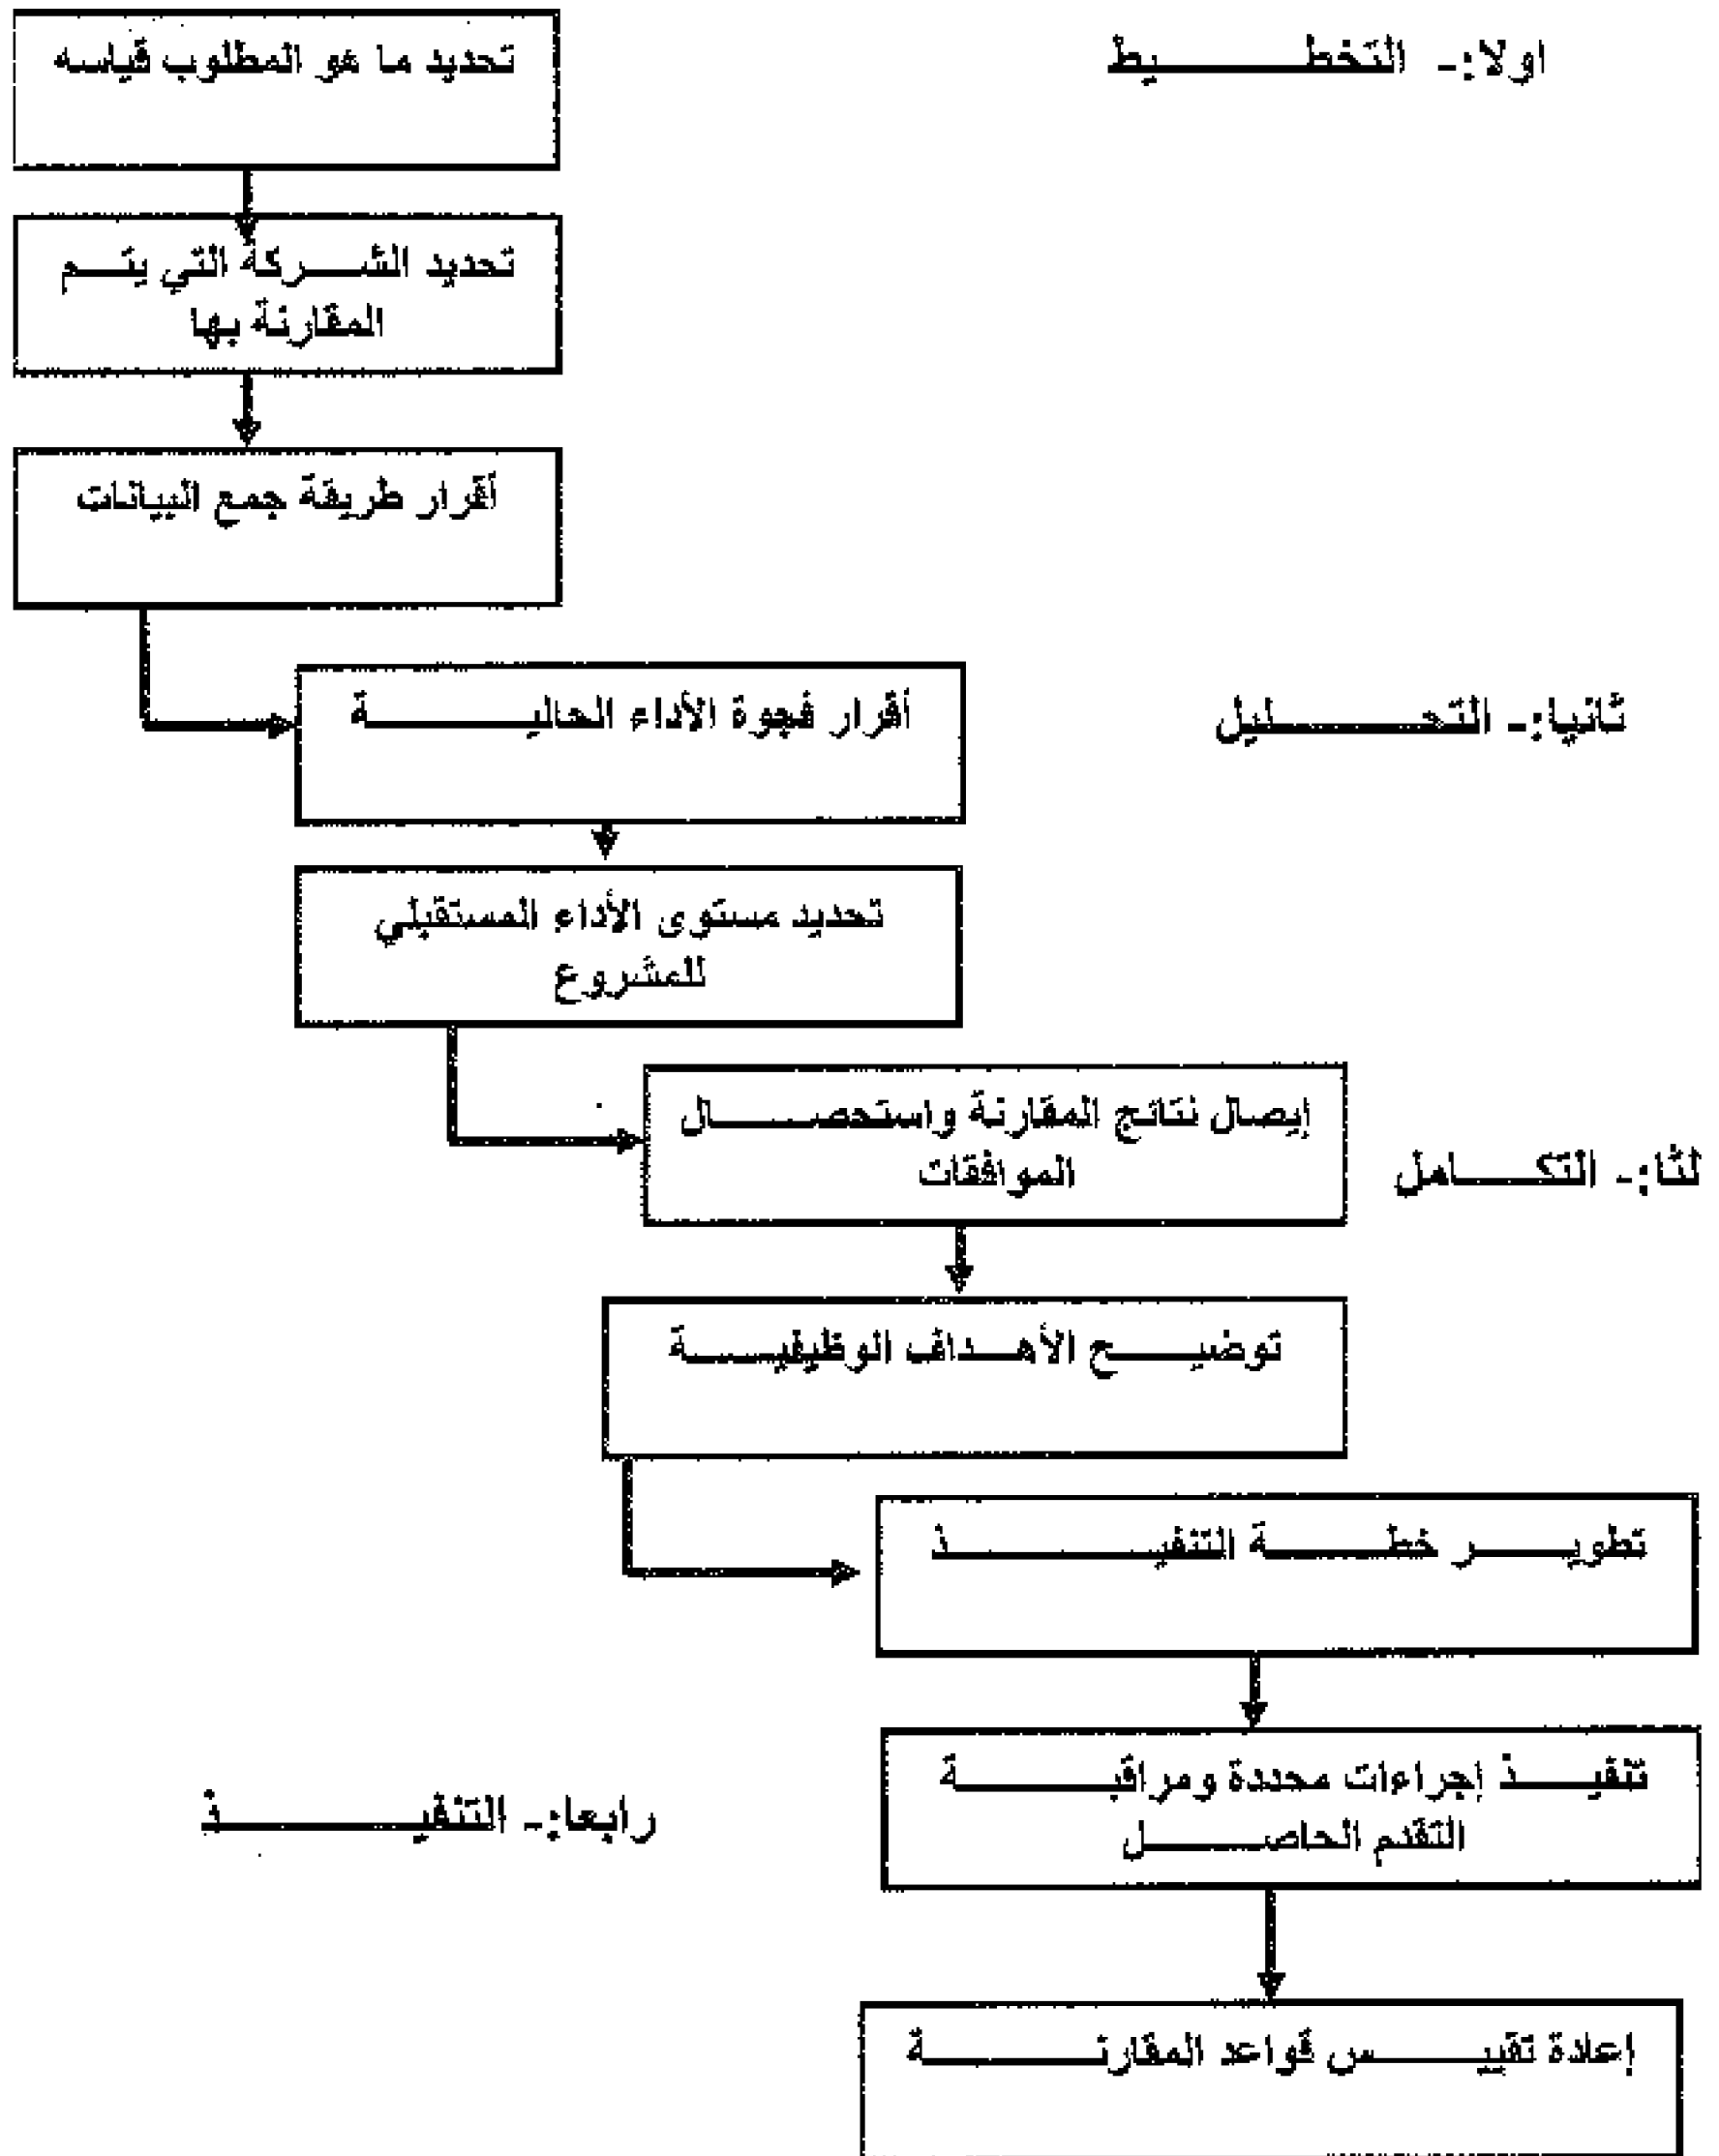 اولا:- التخطيط
تحديد ما هو المطلوب قياسه
تحديد الشركة التي يتم
المقارنة بها
أقرار طريقة جمع البيانات
ثانيا:- التحليل
أقرار فجوة الأداء الحالية
تحديد مستوى الأداء المستقبلي
للمشروع
إيصال نتائج المقارنة واستحصال
الموافقات
لثا:- التكامل
توضيح الأهداف الوظيفية
تطوير خطة التنفيذ
رابعا:- التنفيذ
تنفيذ إجراءات محددة ومراقبة
التقدم الحاصل
إعادة تقييس قواعد المقارنة